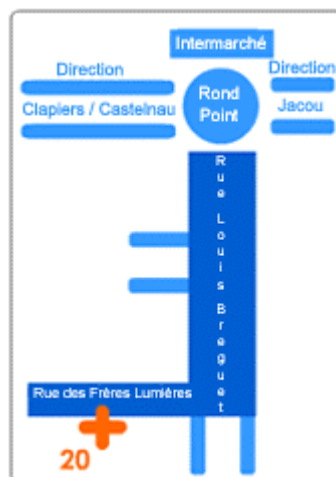 Intermarché
Direction
Clapiers / Castelnau
Rond
Point
Direction
Jacou
Rue Louis Breguet
Rue des Frères Lumières
20